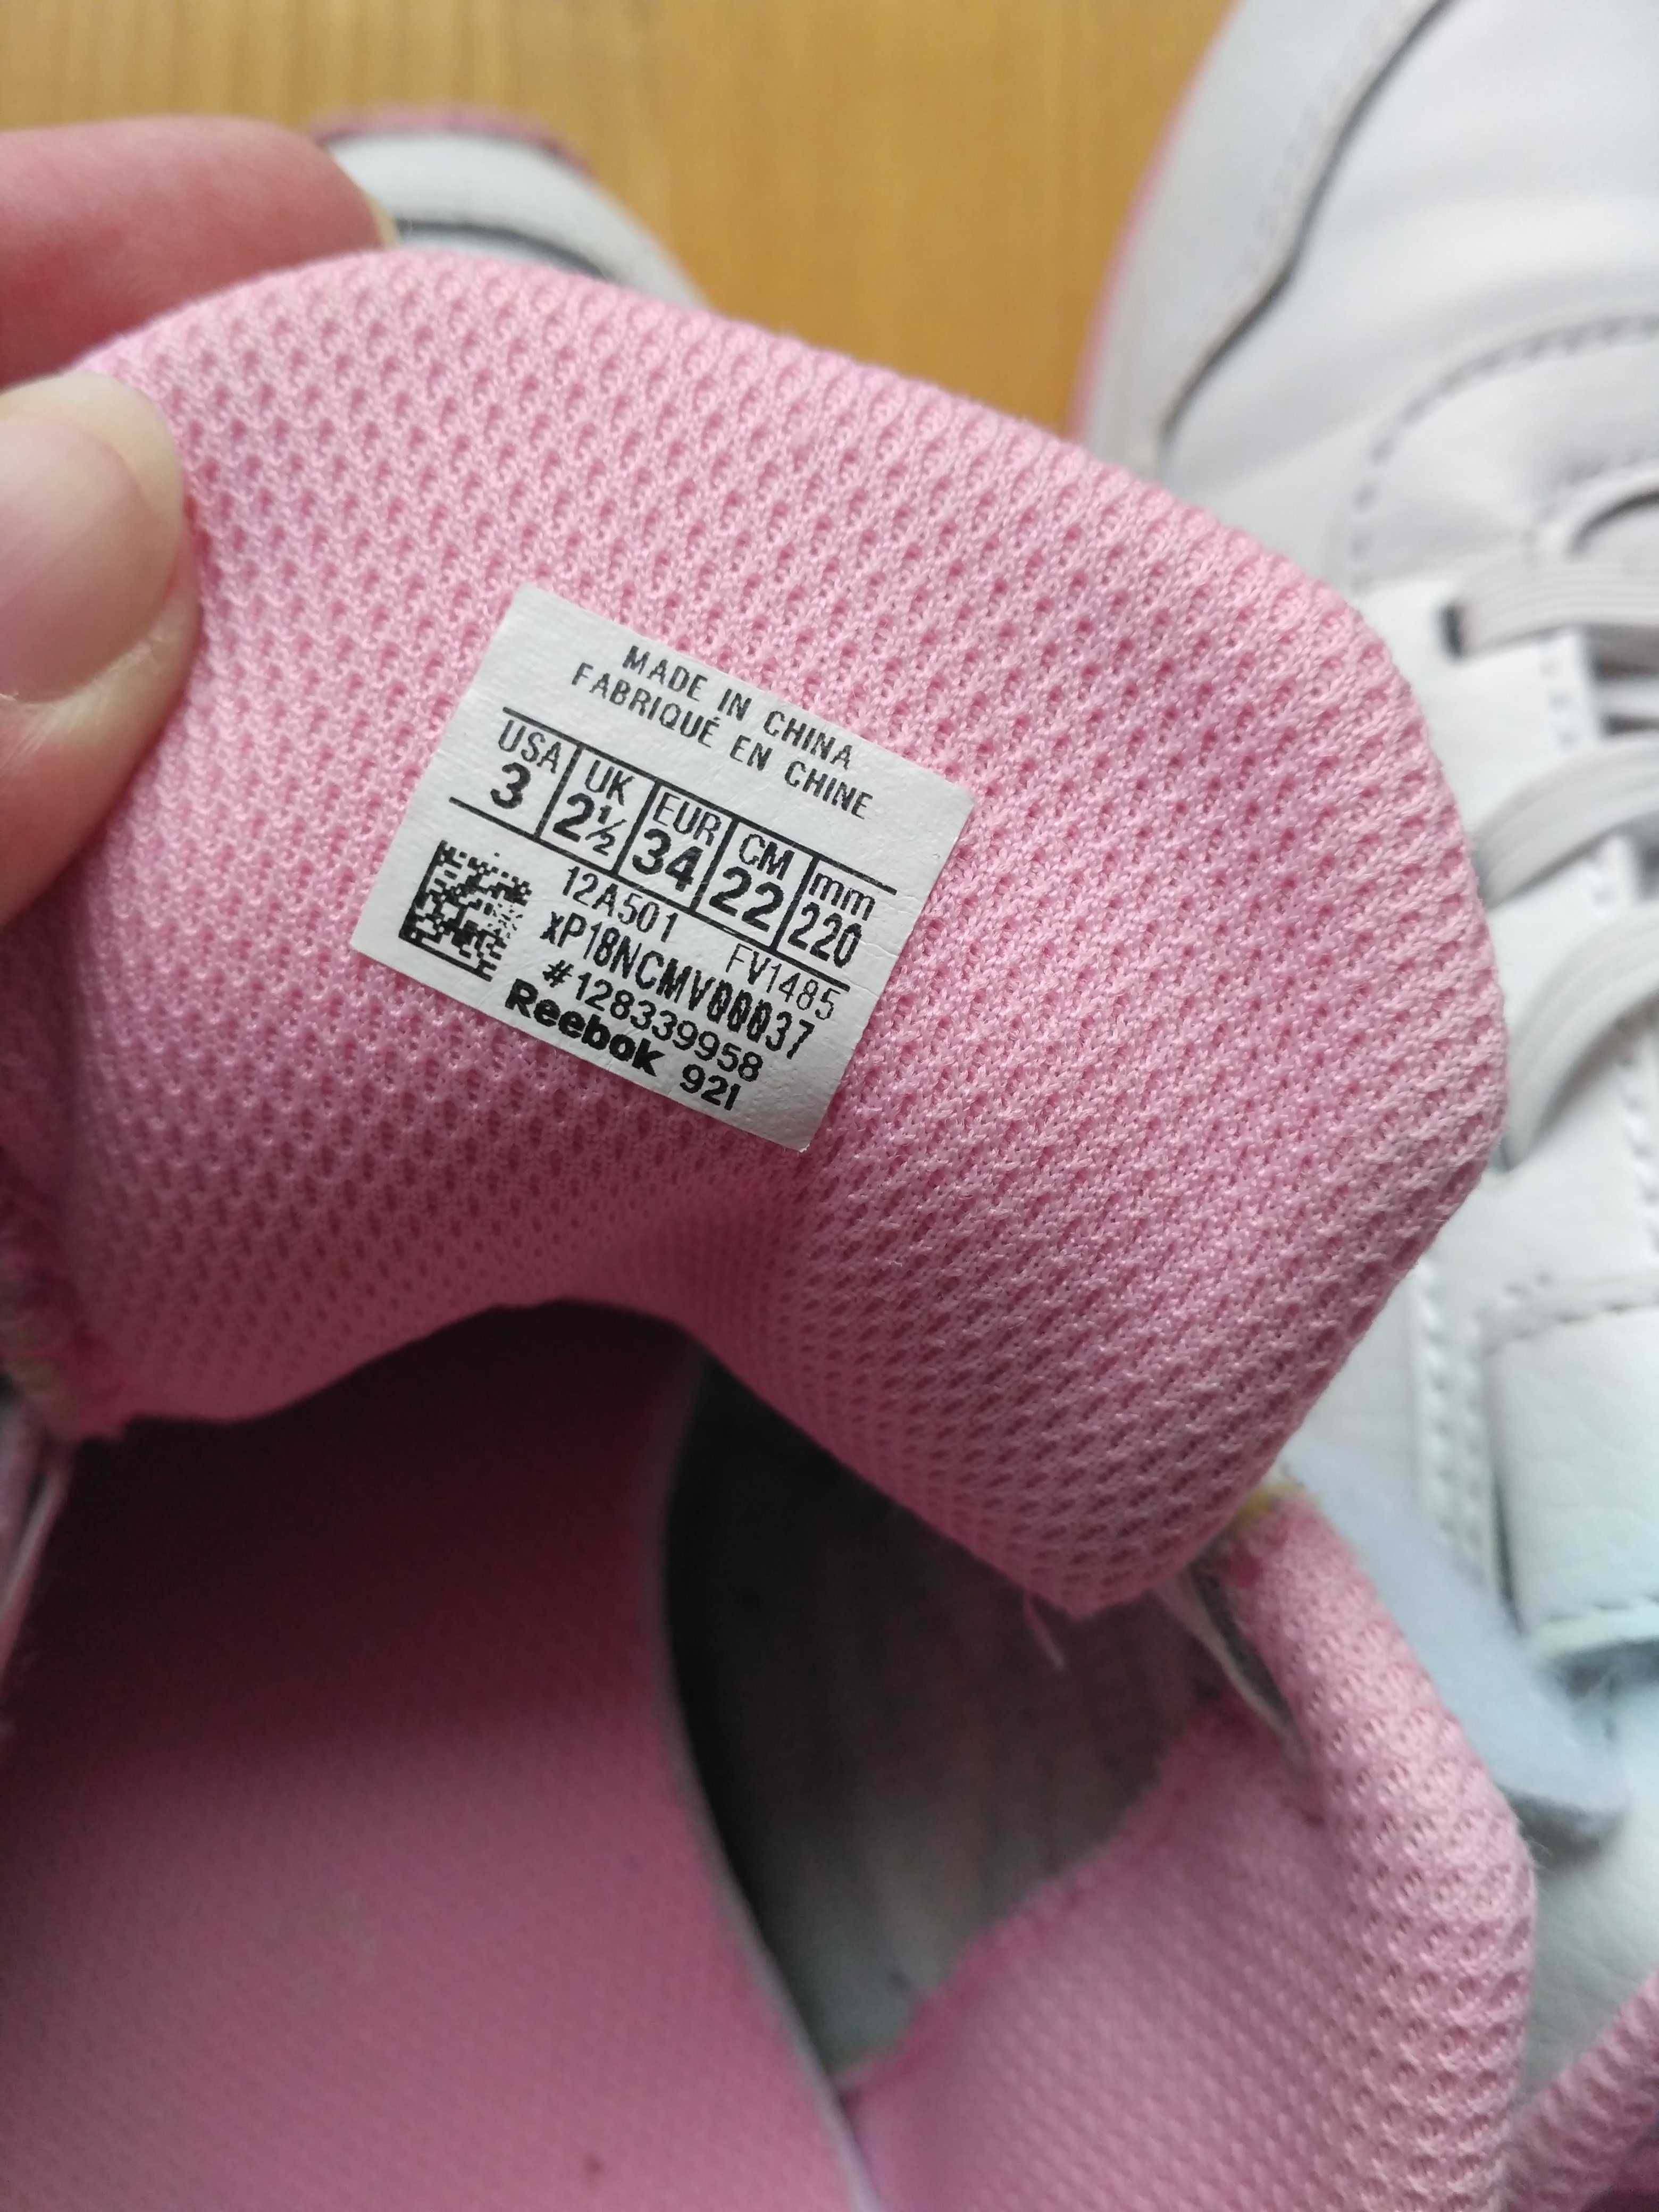 MADE IN CHINA
FABRIQUÉ EN CHINE
USA UK EUR CM mm
3 2½ 34 22 220
12A501 FV1485
xP18NCMV00037
#128339958
Reebok 921